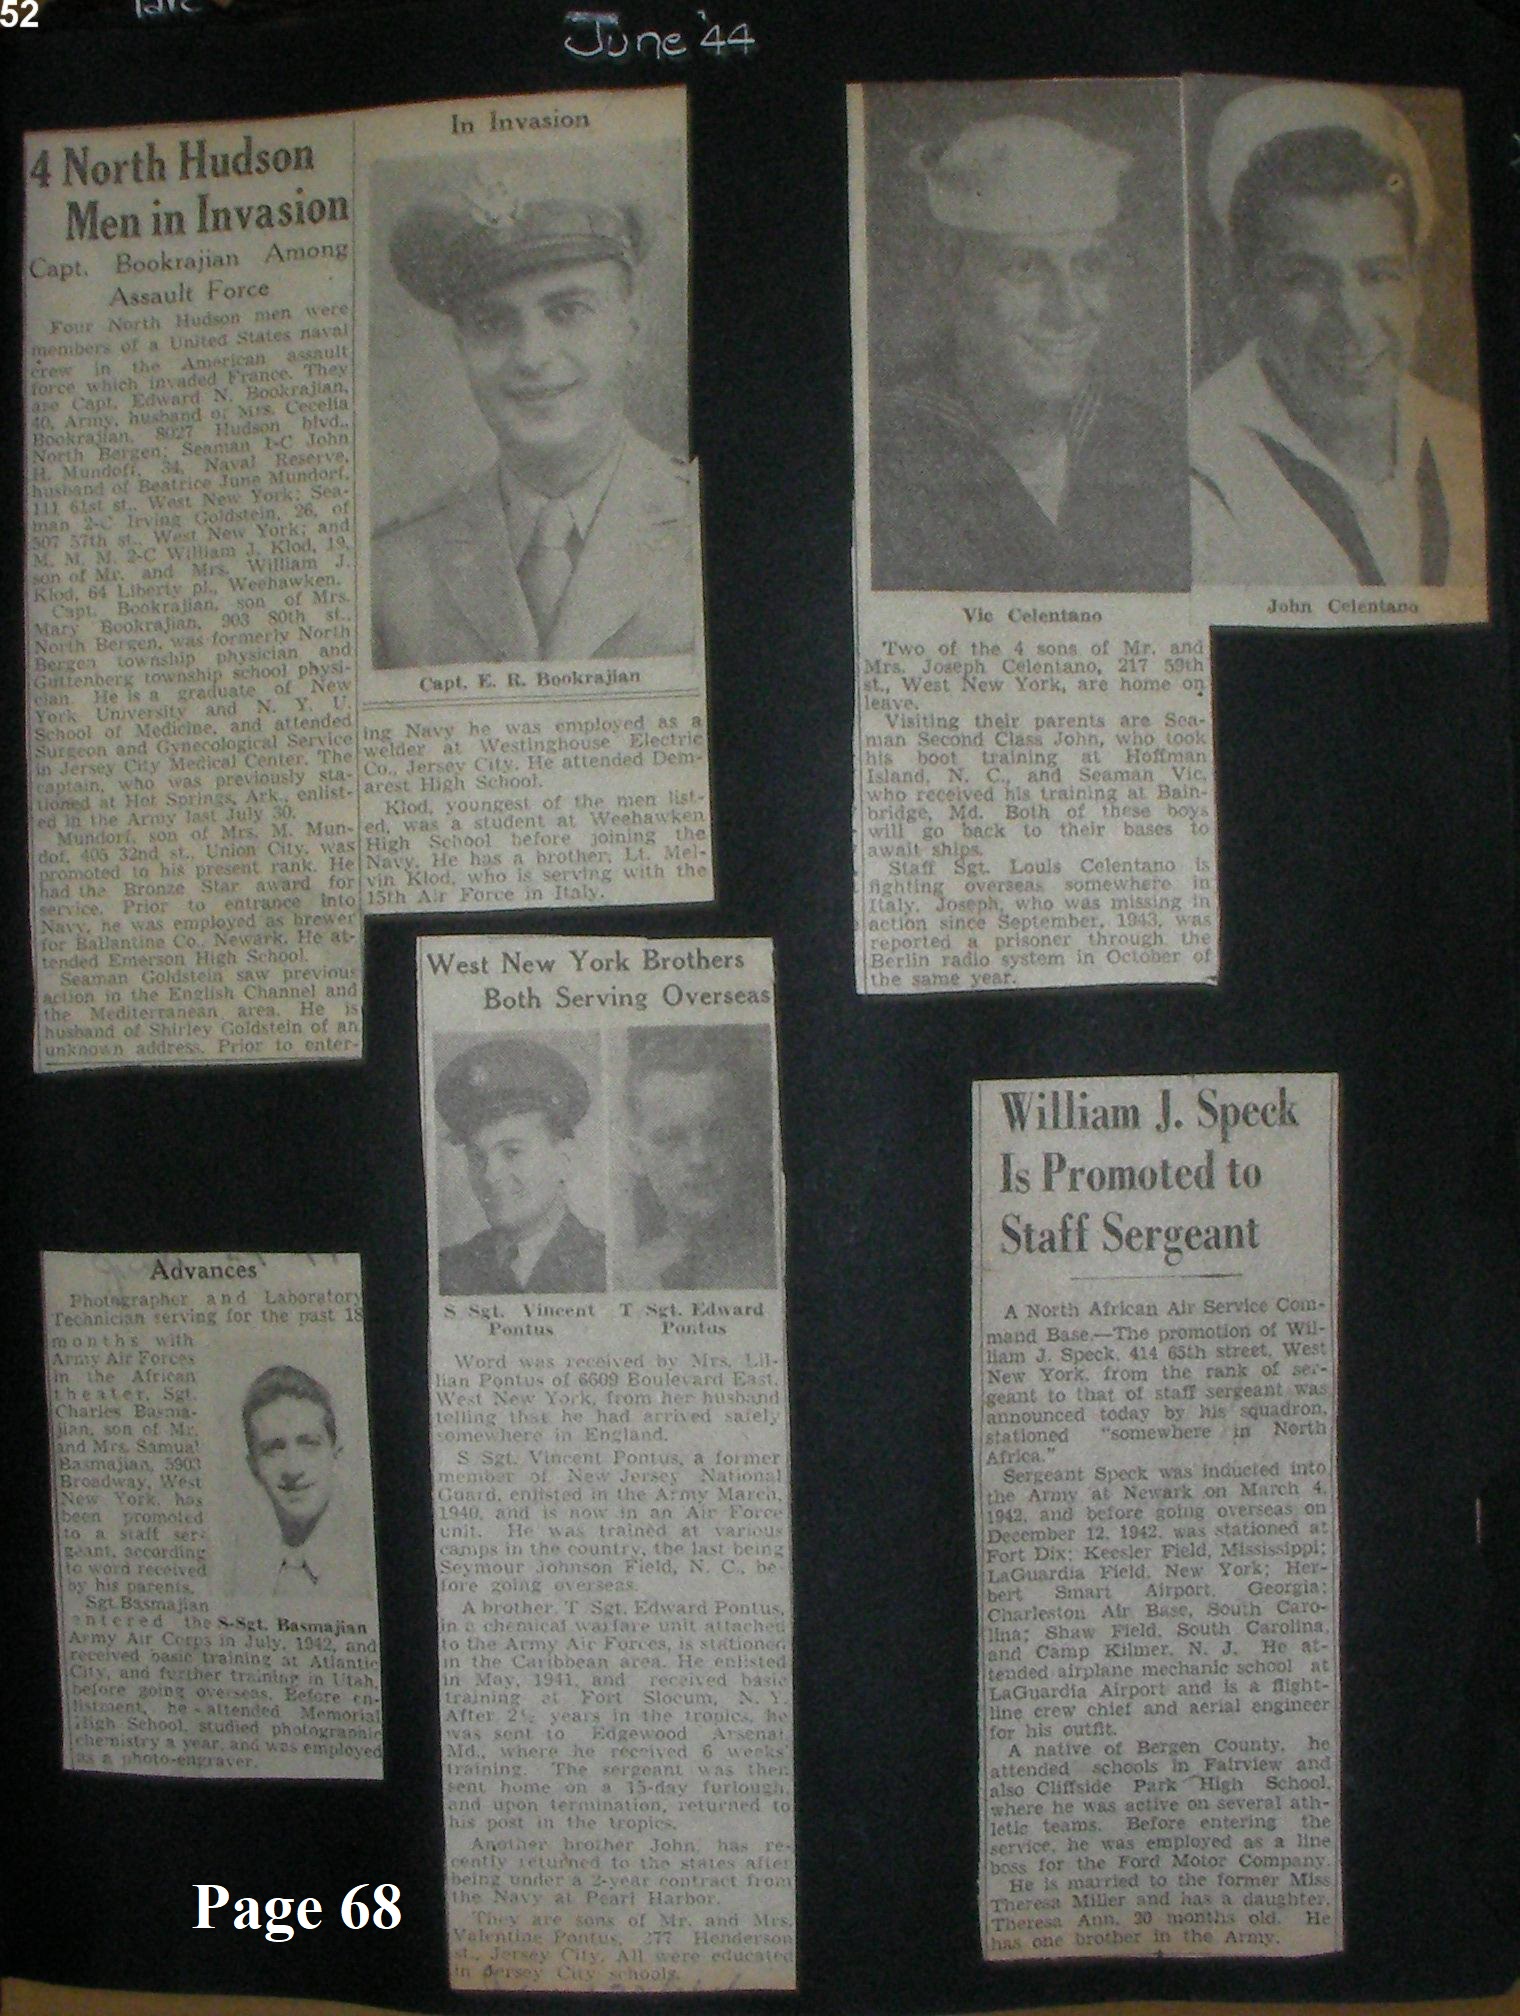 52
June '44
4 North Hudson
Men in Invasion
Capt. Bookrajian Among
Assault Force
Four North Hudson men were
members of a United States naval
crew in the American assault
force which invaded France. They
are Capt. Edward N. Bookrajian,
40, Army, husband of Mrs. Cecelia
Bookrajian, 8027 Hudson blvd.,
North Bergen; Seaman 1-C John
H. Mundoff, 34, Naval Reserve,
husband of Beatrice June Mundorf,
111 61st st., West New York; Sea-
man 2-C Irving Goldstein, 26, of
507 57th st., West New York; and
M. M. M. 2-C William J. Klod, 19,
son of Mr. and Mrs. William J.
Klod, 64 Liberty pl., Weehawken.
Capt. Bookrajian, son of Mrs.
Mary Bookrajian, 903 80th st.,
North Bergen, was formerly North
Bergen township physician and
Guttenberg township school physi-
cian. He is a graduate of New
York University and N. Y. U.
School of Medicine, and attended
Surgeon and Gynecological Service
in Jersey City Medical Center. The
captain, who was previously sta-
tioned at Hot Springs, Ark., enlist-
ed in the Army last July 30.
Mundorf, son of Mrs. M. Mun-
dof, 405 32nd st., Union City, was
promoted to his present rank. He
had the Bronze Star award for
service. Prior to entrance into
Navy, he was employed as brewer
for Ballantine Co., Newark. He at-
tended Emerson High School.
Seaman Goldstein saw previous
action in the English Channel and
the Mediterranean area. He is
husband of Shirley Goldstein of an
unknown address. Prior to enter-
In Invasion
Capt. E. R. Bookrajian
ing Navy he was employed as a
welder at Westinghouse Electric
Co., Jersey City. He attended Dem-
arest High School.
Klod, youngest of the men list-
ed, was a student at Weehawken
High School before joining the
Navy. He has a brother, Lt. Mel-
vin Klod, who is serving with the
15th Air Force in Italy.
Vic Celentano
John Celentano
Two of the 4 sons of Mr. and
Mrs. Joseph Celentano, 217 59th
st., West New York, are home on
leave.
Visiting their parents are Sea-
man Second Class John, who took
his boot training at Hoffman
Island, N. C., and Seaman Vic,
who received his training at Bain-
bridge, Md. Both of these boys
will go back to their bases to
await ships.
Staff Sgt. Louis Celentano is
fighting overseas somewhere in
Italy. Joseph, who was missing in
action since September, 1943, was
reported a prisoner through the
Berlin radio system in October of
the same year.
West New York Brothers
Both Serving Overseas
S Sgt. Vincent
Pontus
T Sgt. Edward
Pontus
Word was received by Mrs. Lil-
lian Pontus of 6609 Boulevard East,
West New York, from her husband
telling that he had arrived safely
somewhere in England.
S Sgt. Vincent Pontus, a former
member of New Jersey National
Guard, enlisted in the Army March,
1940, and is now in an Air Force
unit. He was trained at various
camps in the country, the last being
Seymour Johnson Field, N. C., be-
fore going overseas.
A brother, T Sgt. Edward Pontus,
in a chemical warfare unit attached
to the Army Air Forces, is stationed
in the Caribbean area. He enlisted
in May, 1941, and received basic
training at Fort Slocum, N. Y.
After 2½ years in the tropics, he
was sent to Edgewood Arsenal
Md., where he received 6 weeks'
training. The sergeant was then
sent home on a 15-day furlough,
and upon termination, returned to
his post in the tropics.
Another brother John, has re-
cently returned to the states after
being under a 2-year contract from
the Navy at Pearl Harbor.
They are sons of Mr. and Mrs.
Valentine Pontus, 277 Henderson
st., Jersey City. All were educated
in Jersey City schools.
Advances
Photographer and Laboratory
Technician serving for the past 18
months with
Army Air Forces
in the African
theater, Sgt.
Charles Basma-
jian, son of Mr.
and Mrs. Samual
Basmajian, 5903
Broadway, West
New York, has
been promoted
to a staff ser-
geant, according
to word received
by his parents.
Sgt. Basmajian
entered the
S-Sgt. Basmajian
Army Air Corps in July, 1942, and
received basic training at Atlantic
City, and further training in Utah,
before going overseas. Before en-
listment, he attended Memorial
High School, studied photographic
chemistry a year, and was employed
as a photo-engraver.
William J. Speck
Is Promoted to
Staff Sergeant
A North African Air Service Com-
mand Base.—The promotion of Wil-
liam J. Speck, 414 65th street, West
New York, from the rank of ser-
geant to that of staff sergeant was
announced today by his squadron,
stationed "somewhere in North
Africa."
Sergeant Speck was inducted into
the Army at Newark on March 4,
1942, and before going overseas on
December 12, 1942, was stationed at
Fort Dix; Keesler Field, Mississippi;
LaGuardia Field, New York; Her-
bert Smart Airport, Georgia;
Charleston Air Base, South Caro-
lina; Shaw Field, South Carolina,
and Camp Kilmer, N. J. He at-
tended airplane mechanic school at
LaGuardia Airport and is a flight-
line crew chief and aerial engineer
for his outfit.
A native of Bergen County, he
attended schools in Fairview and
also Cliffside Park High School,
where he was active on several ath-
letic teams. Before entering the
service, he was employed as a line
boss for the Ford Motor Company.
He is married to the former Miss
Theresa Miller and has a daughter,
Theresa Ann, 20 months old. He
has one brother in the Army.
Page 68